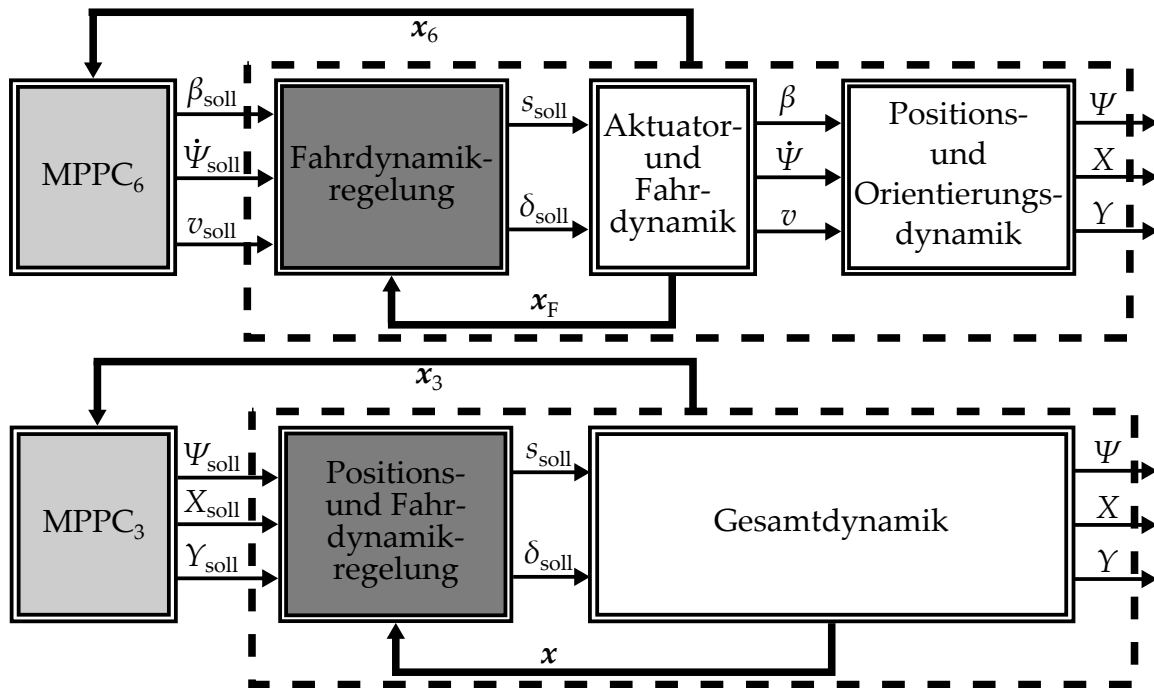 x₆
MPPC₆
β_soll
Ψ̇_soll
v_soll
Fahrdynamik-
regelung
s_soll
δ_soll
Aktuator-
und
Fahr-
dynamik
β
Ψ̇
v
Positions-
und
Orientierungs-
dynamik
Ψ
X
Y
x_F
x₃
MPPC₃
Ψ_soll
X_soll
Y_soll
Positions-
und Fahr-
dynamik-
regelung
s_soll
δ_soll
Gesamtdynamik
Ψ
X
Y
x